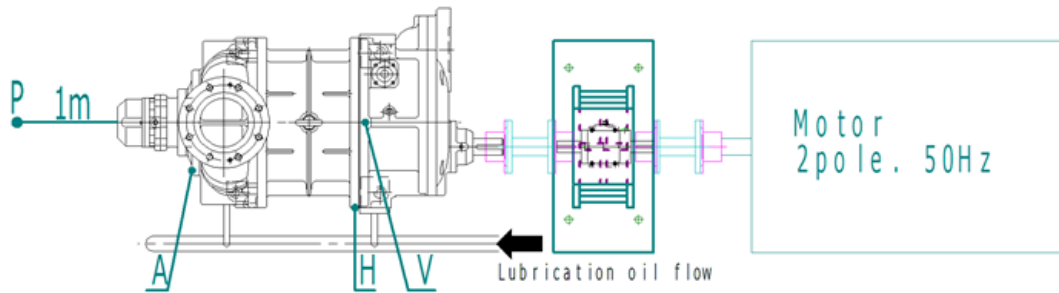 P 1m
Motor
2pole. 50Hz
A H V
Lubrication oil flow